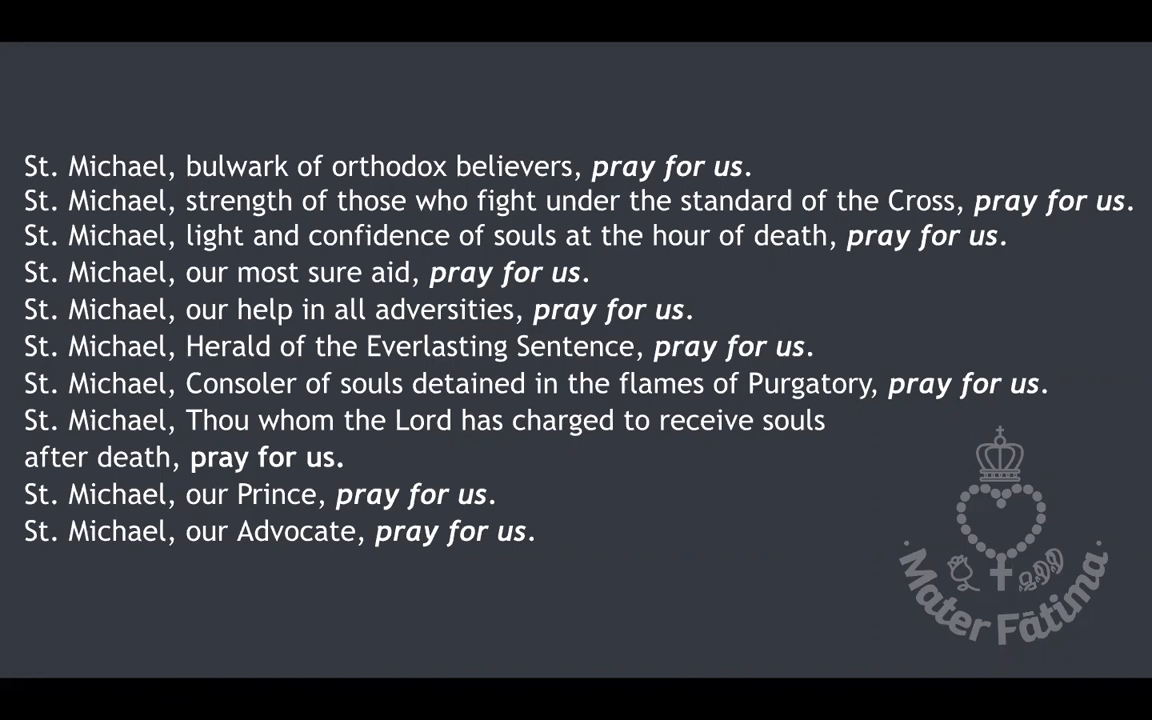 St. Michael, bulwark of orthodox believers, pray for us.
St. Michael, strength of those who fight under the standard of the Cross, pray for us.
St. Michael, light and confidence of souls at the hour of death, pray for us.
St. Michael, our most sure aid, pray for us.
St. Michael, our help in all adversities, pray for us.
St. Michael, Herald of the Everlasting Sentence, pray for us.
St. Michael, Consoler of souls detained in the flames of Purgatory, pray for us.
St. Michael, Thou whom the Lord has charged to receive souls
after death, pray for us.
St. Michael, our Prince, pray for us.
St. Michael, our Advocate, pray for us.
· Mater Fātima ·